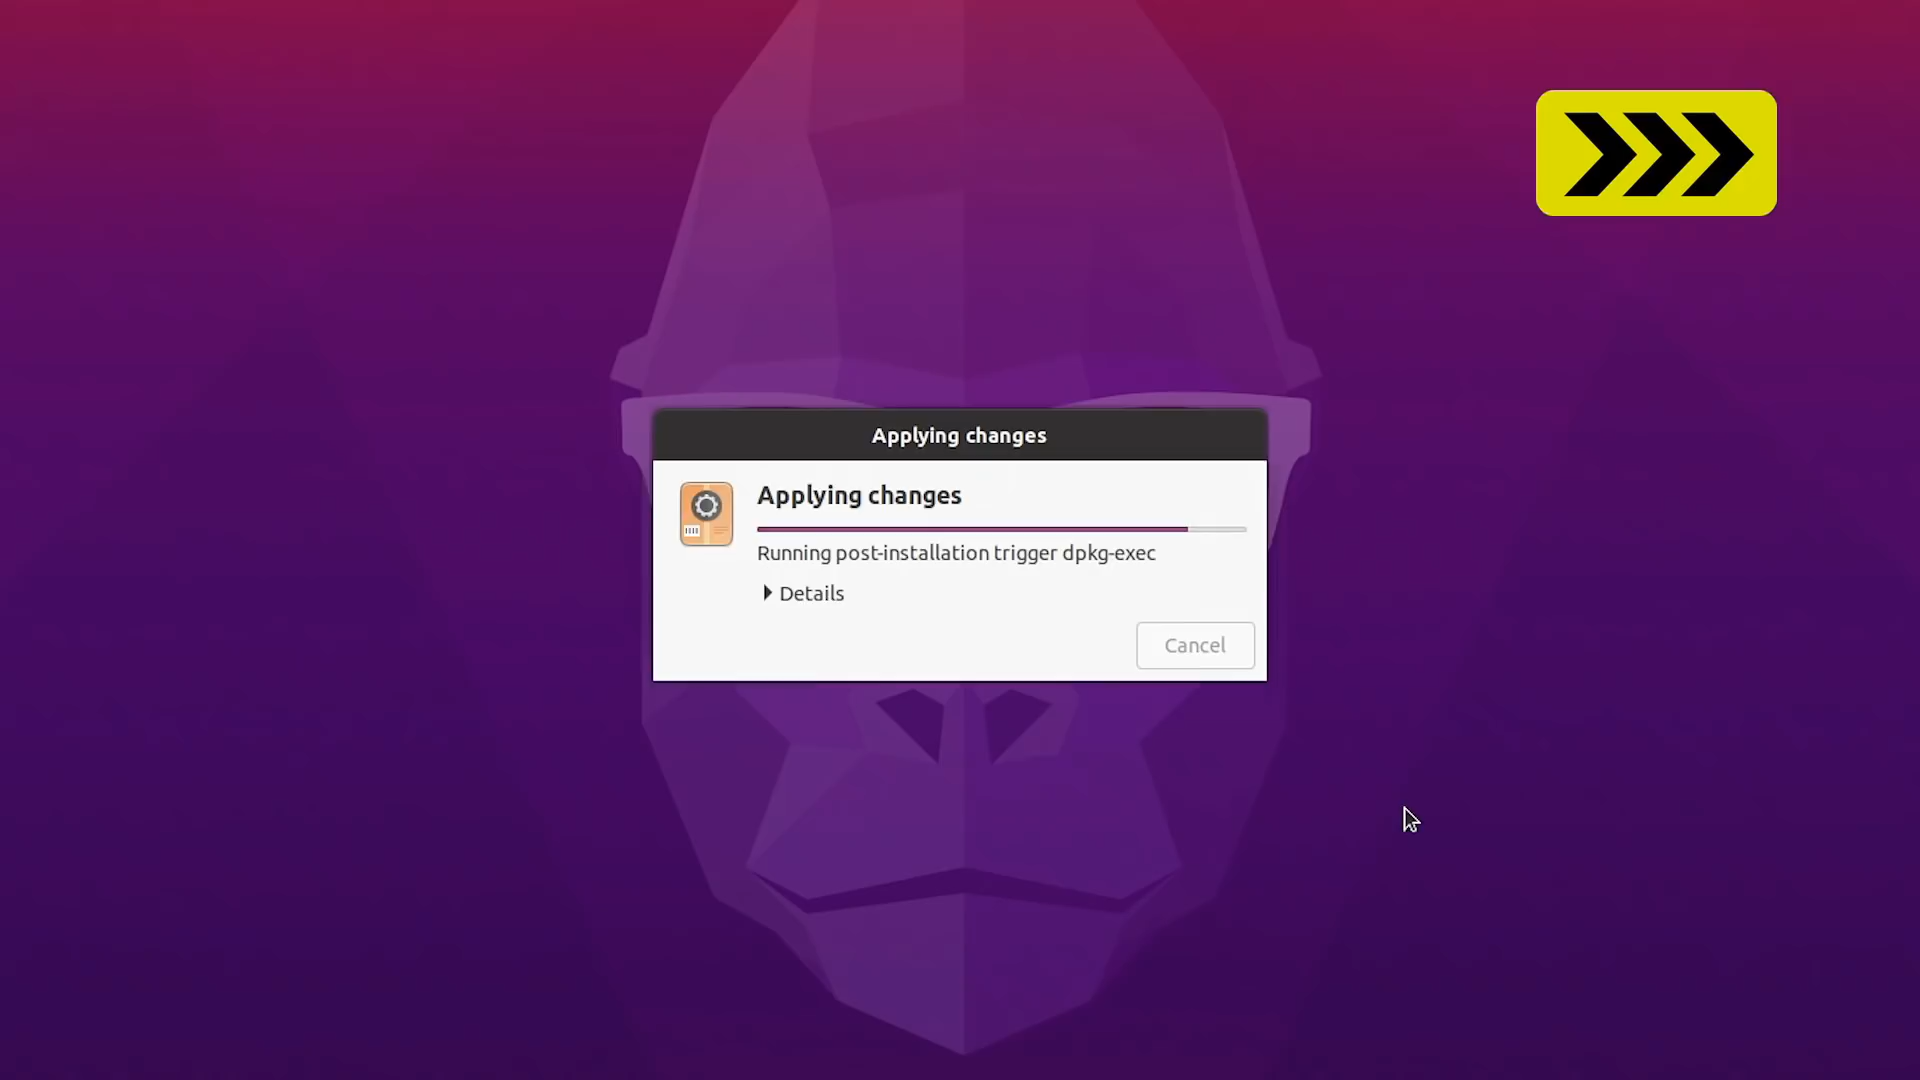 Applying changes
Applying changes
Running post-installation trigger dpkg-exec
Details
Cancel